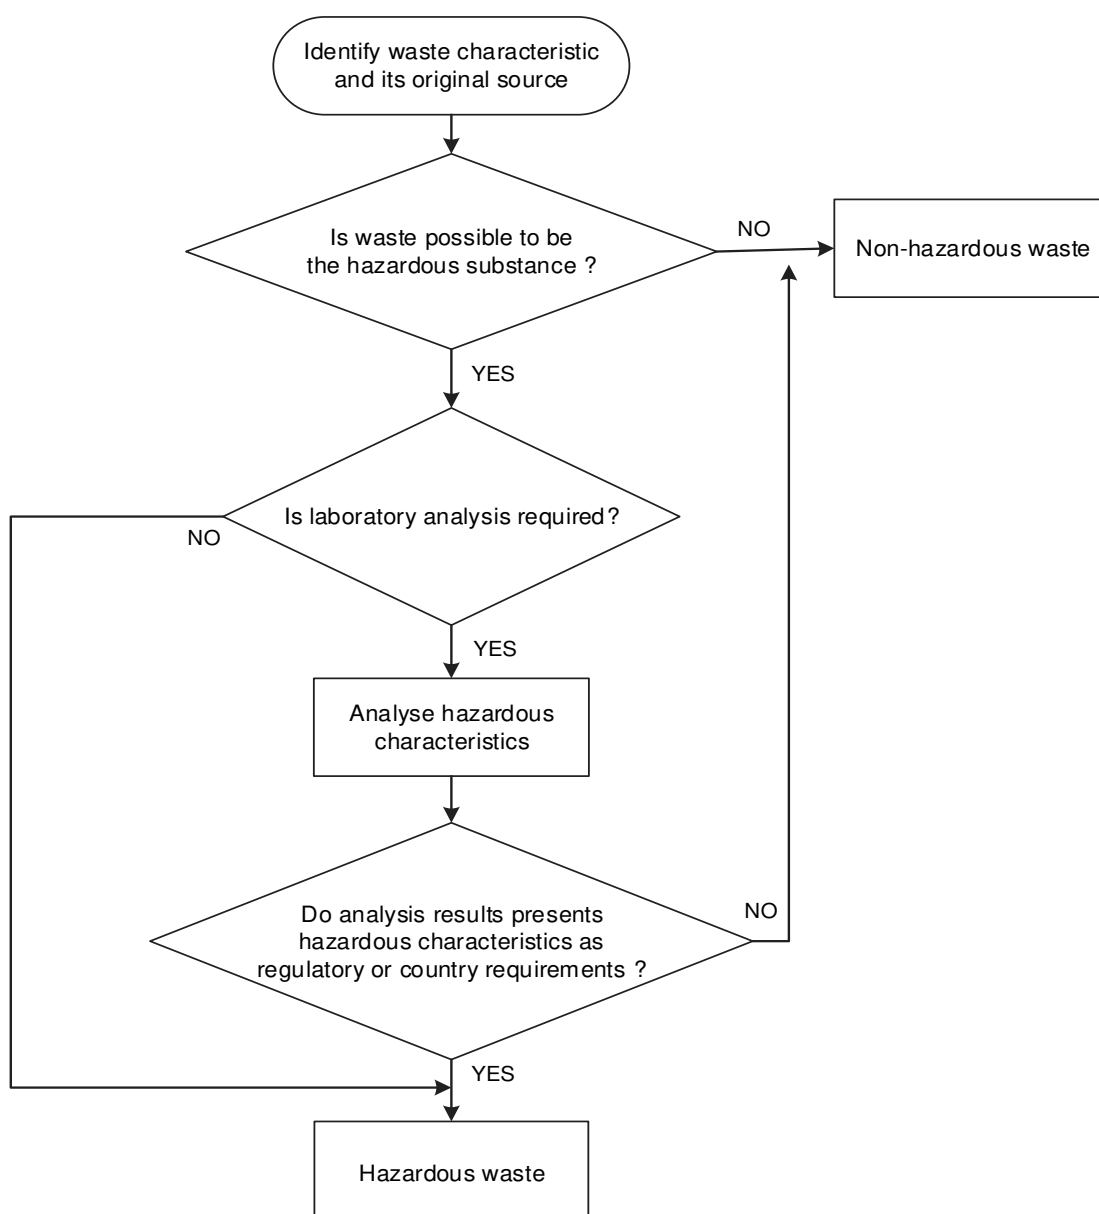 Identify waste characteristic
and its original source
Is waste possible to be
the hazardous substance ?
NO
Non-hazardous waste
YES
Is laboratory analysis required?
NO
YES
Analyse hazardous
characteristics
Do analysis results presents
hazardous characteristics as
regulatory or country requirements ?
NO
YES
Hazardous waste